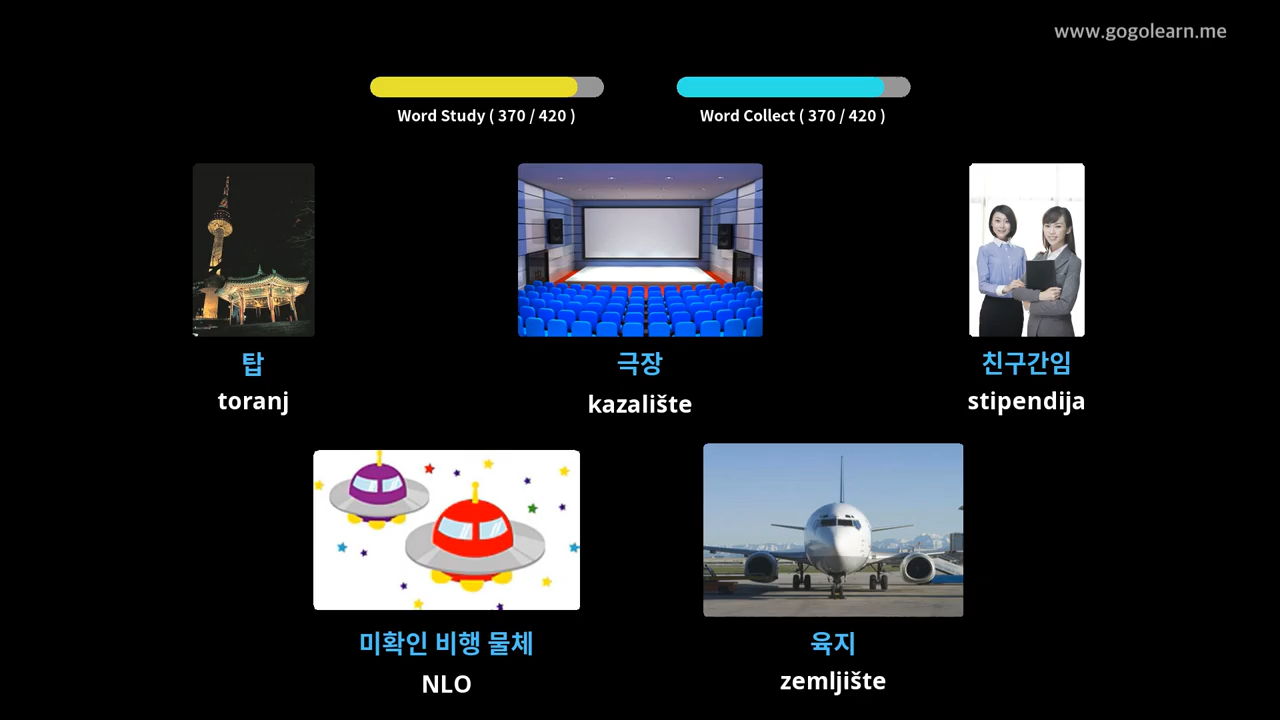 www.gogolearn.me
Word Study ( 370 / 420 )
Word Collect ( 370 / 420 )
탑
toranj
극장
kazalište
친구간임
stipendija
미확인 비행 물체
NLO
육지
zemljište